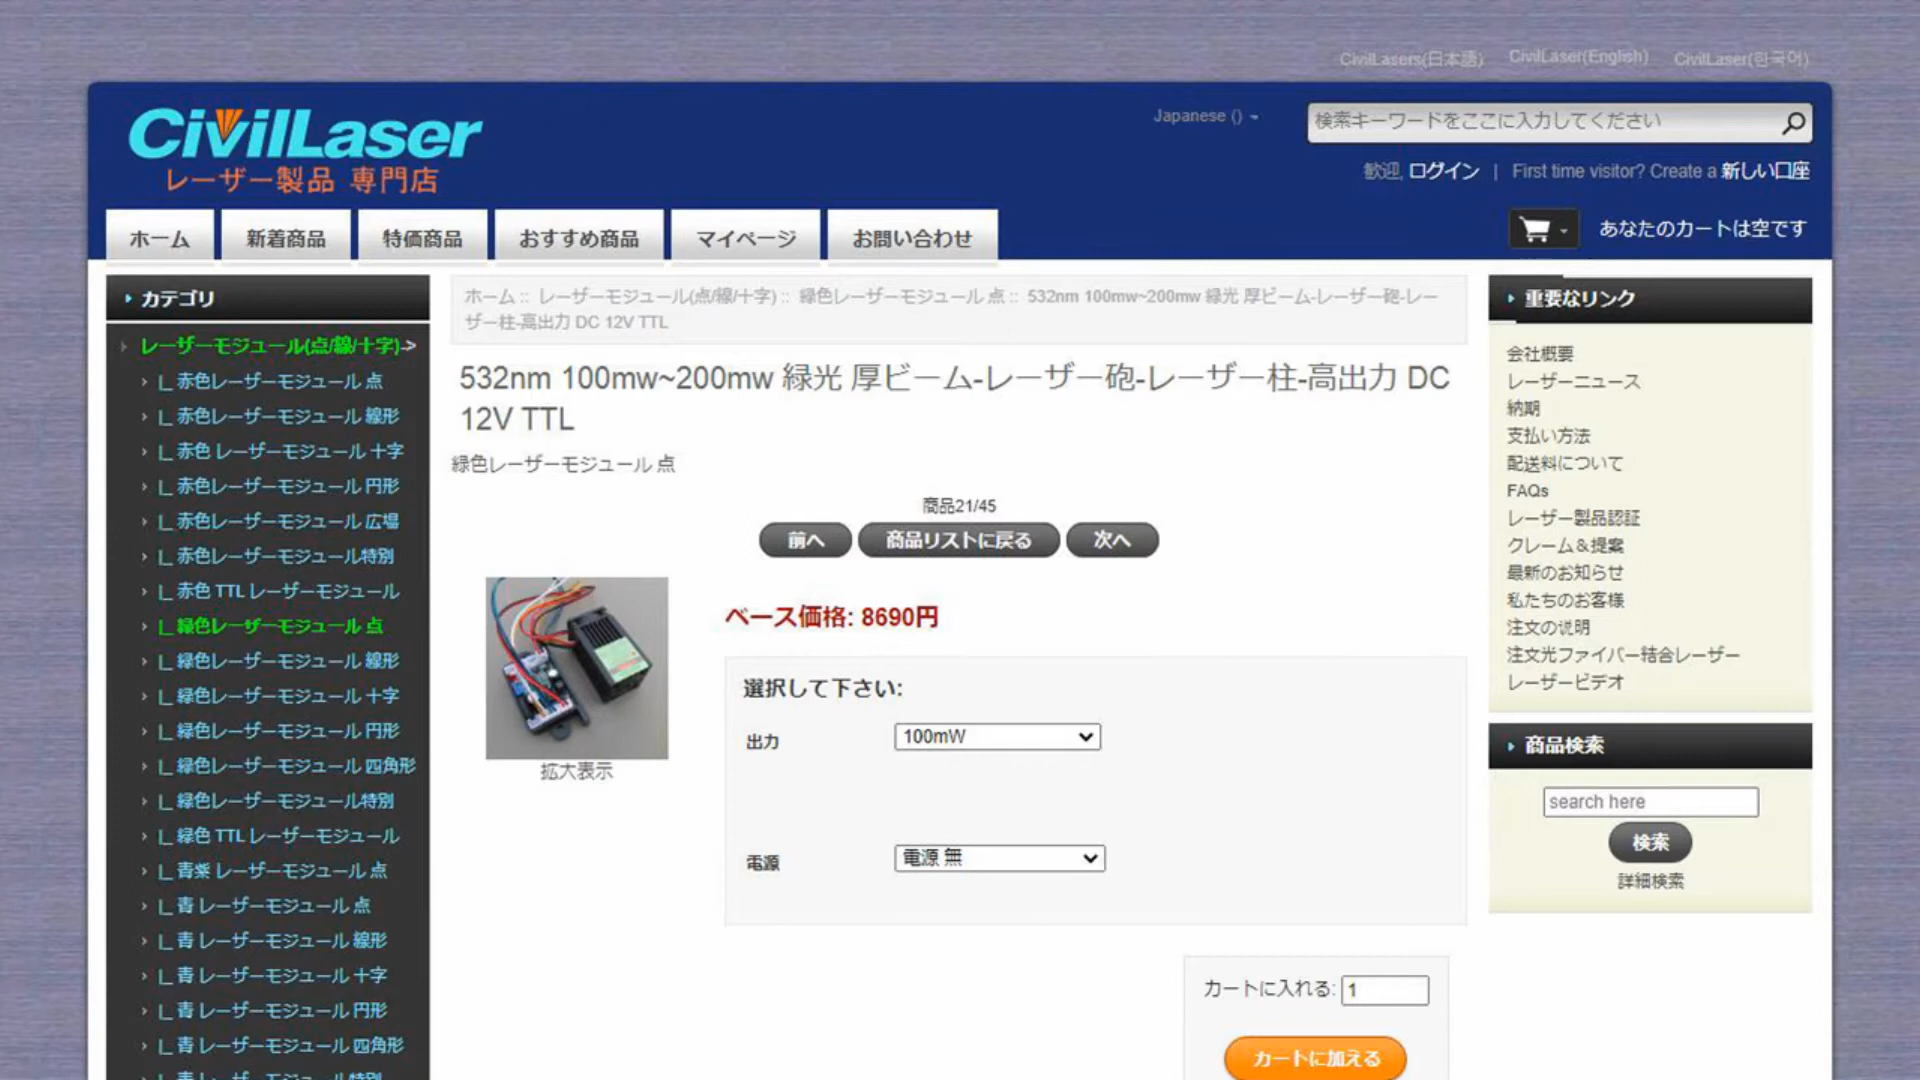 CivilLasers(日本語) CivilLaser(English) CivilLaser(한국어)
CivilLaser
レーザー製品 専門店
Japanese ()
検索キーワードをここに入力してください
歓迎, ログイン | First time visitor? Create a 新しい口座
ホーム 新着商品 特価商品 おすすめ商品 マイページ お問い合わせ
あなたのカートは空です
カテゴリ
レーザーモジュール(点/線/十字)->
|_ 赤色レーザーモジュール 点
|_ 赤色レーザーモジュール 線形
|_ 赤色 レーザーモジュール 十字
|_ 赤色レーザーモジュール 円形
|_ 赤色レーザーモジュール 広場
|_ 赤色レーザーモジュール特別
|_ 赤色 TTL レーザーモジュール
|_ 緑色レーザーモジュール 点
|_ 緑色レーザーモジュール 線形
|_ 緑色レーザーモジュール 十字
|_ 緑色レーザーモジュール 円形
|_ 緑色レーザーモジュール 四角形
|_ 緑色レーザーモジュール特別
|_ 緑色 TTL レーザーモジュール
|_ 青紫 レーザーモジュール 点
|_ 青 レーザーモジュール 点
|_ 青 レーザーモジュール 線形
|_ 青 レーザーモジュール 十字
|_ 青 レーザーモジュール 円形
|_ 青 レーザーモジュール 四角形
ホーム :: レーザーモジュール(点/線/十字) :: 緑色レーザーモジュール 点 :: 532nm 100mw~200mw 緑光 厚ビーム-レーザー砲-レー
ザー柱-高出力 DC 12V TTL
532nm 100mw~200mw 緑光 厚ビーム-レーザー砲-レーザー柱-高出力 DC
12V TTL
緑色レーザーモジュール 点
商品21/45
前へ 商品リストに戻る 次へ
拡大表示
ベース価格: 8690円
選択して下さい:
出力 100mW
電源 電源 無
カートに入れる: 1
カートに加える
重要なリンク
会社概要
レーザーニュース
納期
支払い方法
配送料について
FAQs
レーザー製品認証
クレーム＆提案
最新のお知らせ
私たちのお客様
注文の说明
注文光ファイバー结合レーザー
レーザービデオ
商品検索
search here
検索
詳細検索